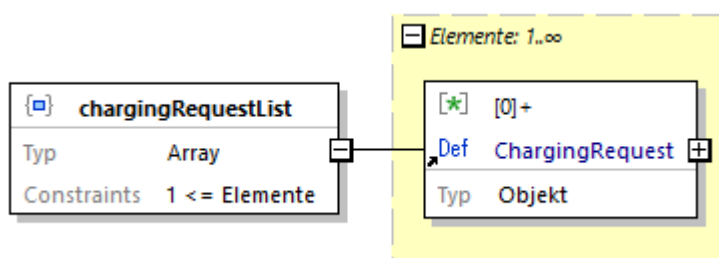 Elemente: 1..∞
chargingRequestList
Typ Array
Constraints 1 <= Elemente
[*] [0]+
Def ChargingRequest
Typ Objekt